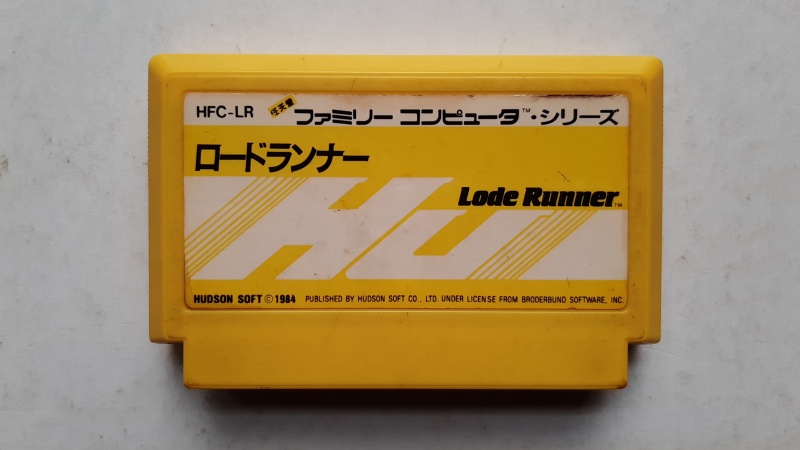 HFC-LR 任天堂 ファミリー コンピュータ™・シリーズ
ロードランナー
Lode Runner™
Hu
HUDSON SOFT © 1984 PUBLISHED BY HUDSON SOFT CO., LTD. UNDER LICENSE FROM BRODERBUND SOFTWARE, INC.